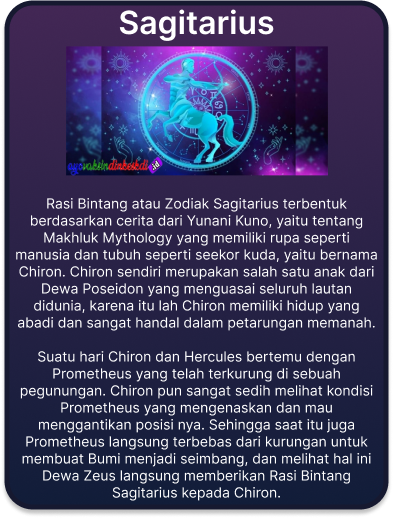 Sagitarius
.id
Rasi Bintang atau Zodiak Sagitarius terbentuk
berdasarkan cerita dari Yunani Kuno, yaitu tentang
Makhluk Mythology yang memiliki rupa seperti
manusia dan tubuh seperti seekor kuda, yaitu bernama
Chiron. Chiron sendiri merupakan salah satu anak dari
Dewa Poseidon yang menguasai seluruh lautan
didunia, karena itu lah Chiron memiliki hidup yang
abadi dan sangat handal dalam petarungan memanah.
Suatu hari Chiron dan Hercules bertemu dengan
Prometheus yang telah terkurung di sebuah
pegunungan. Chiron pun sangat sedih melihat kondisi
Prometheus yang mengenaskan dan mau
menggantikan posisi nya. Sehingga saat itu juga
Prometheus langsung terbebas dari kurungan untuk
membuat Bumi menjadi seimbang, dan melihat hal ini
Dewa Zeus langsung memberikan Rasi Bintang
Sagitarius kepada Chiron.